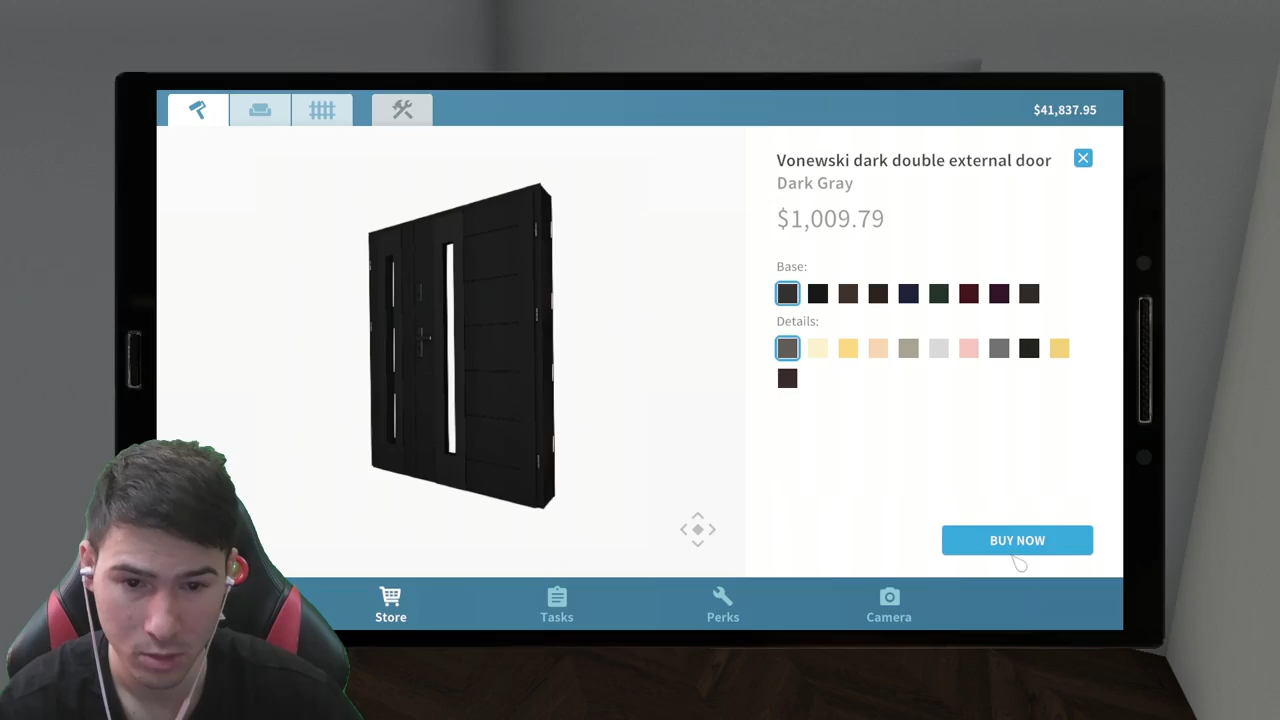 $41,837.95
Vonewski dark double external door
Dark Gray
$1,009.79
Base:
Details:
BUY NOW
Store
Tasks
Perks
Camera